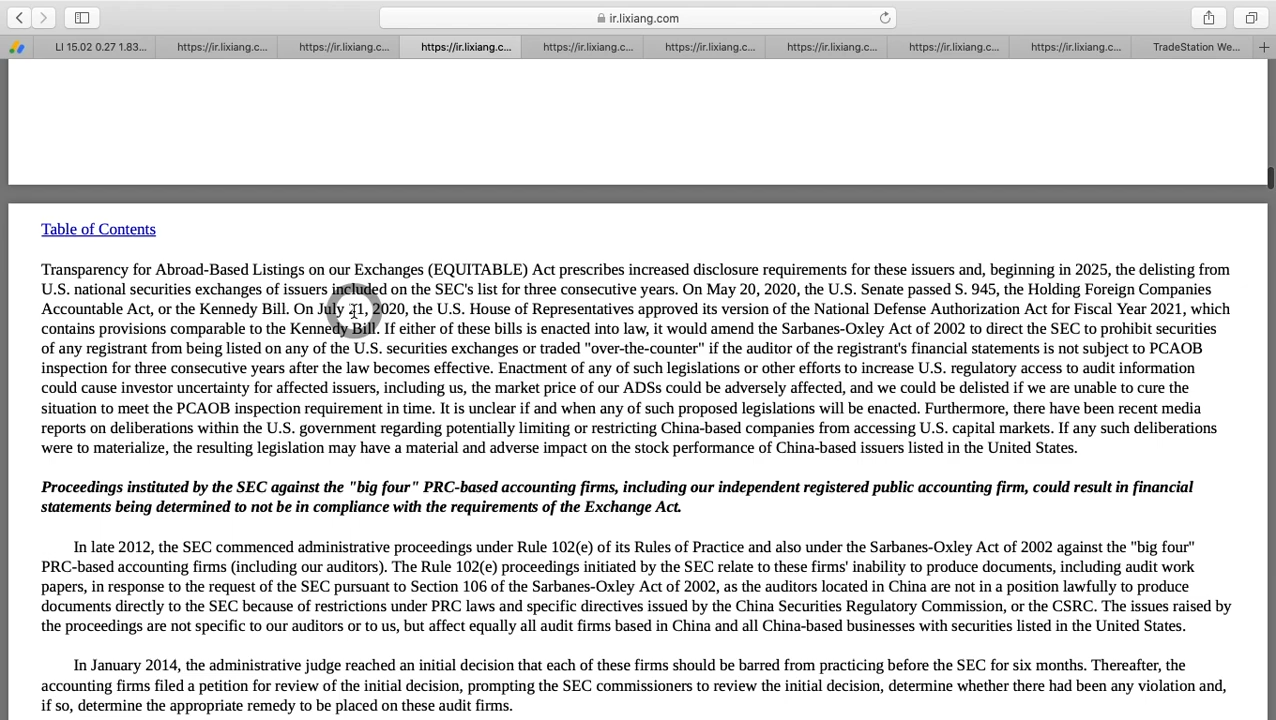 ir.lixiang.com
LI 15.02 0.27 1.83...
https://ir.lixiang.c...
https://ir.lixiang.c...
https://ir.lixiang.c...
https://ir.lixiang.c...
https://ir.lixiang.c...
https://ir.lixiang.c...
https://ir.lixiang.c...
https://ir.lixiang.c...
TradeStation We...
Table of Contents
Transparency for Abroad-Based Listings on our Exchanges (EQUITABLE) Act prescribes increased disclosure requirements for these issuers and, beginning in 2025, the delisting from
U.S. national securities exchanges of issuers included on the SEC's list for three consecutive years. On May 20, 2020, the U.S. Senate passed S. 945, the Holding Foreign Companies
Accountable Act, or the Kennedy Bill. On July 21, 2020, the U.S. House of Representatives approved its version of the National Defense Authorization Act for Fiscal Year 2021, which
contains provisions comparable to the Kennedy Bill. If either of these bills is enacted into law, it would amend the Sarbanes-Oxley Act of 2002 to direct the SEC to prohibit securities
of any registrant from being listed on any of the U.S. securities exchanges or traded "over-the-counter" if the auditor of the registrant's financial statements is not subject to PCAOB
inspection for three consecutive years after the law becomes effective. Enactment of any of such legislations or other efforts to increase U.S. regulatory access to audit information
could cause investor uncertainty for affected issuers, including us, the market price of our ADSs could be adversely affected, and we could be delisted if we are unable to cure the
situation to meet the PCAOB inspection requirement in time. It is unclear if and when any of such proposed legislations will be enacted. Furthermore, there have been recent media
reports on deliberations within the U.S. government regarding potentially limiting or restricting China-based companies from accessing U.S. capital markets. If any such deliberations
were to materialize, the resulting legislation may have a material and adverse impact on the stock performance of China-based issuers listed in the United States.
Proceedings instituted by the SEC against the "big four" PRC-based accounting firms, including our independent registered public accounting firm, could result in financial
statements being determined to not be in compliance with the requirements of the Exchange Act.
In late 2012, the SEC commenced administrative proceedings under Rule 102(e) of its Rules of Practice and also under the Sarbanes-Oxley Act of 2002 against the "big four"
PRC-based accounting firms (including our auditors). The Rule 102(e) proceedings initiated by the SEC relate to these firms' inability to produce documents, including audit work
papers, in response to the request of the SEC pursuant to Section 106 of the Sarbanes-Oxley Act of 2002, as the auditors located in China are not in a position lawfully to produce
documents directly to the SEC because of restrictions under PRC laws and specific directives issued by the China Securities Regulatory Commission, or the CSRC. The issues raised by
the proceedings are not specific to our auditors or to us, but affect equally all audit firms based in China and all China-based businesses with securities listed in the United States.
In January 2014, the administrative judge reached an initial decision that each of these firms should be barred from practicing before the SEC for six months. Thereafter, the
accounting firms filed a petition for review of the initial decision, prompting the SEC commissioners to review the initial decision, determine whether there had been any violation and,
if so, determine the appropriate remedy to be placed on these audit firms.